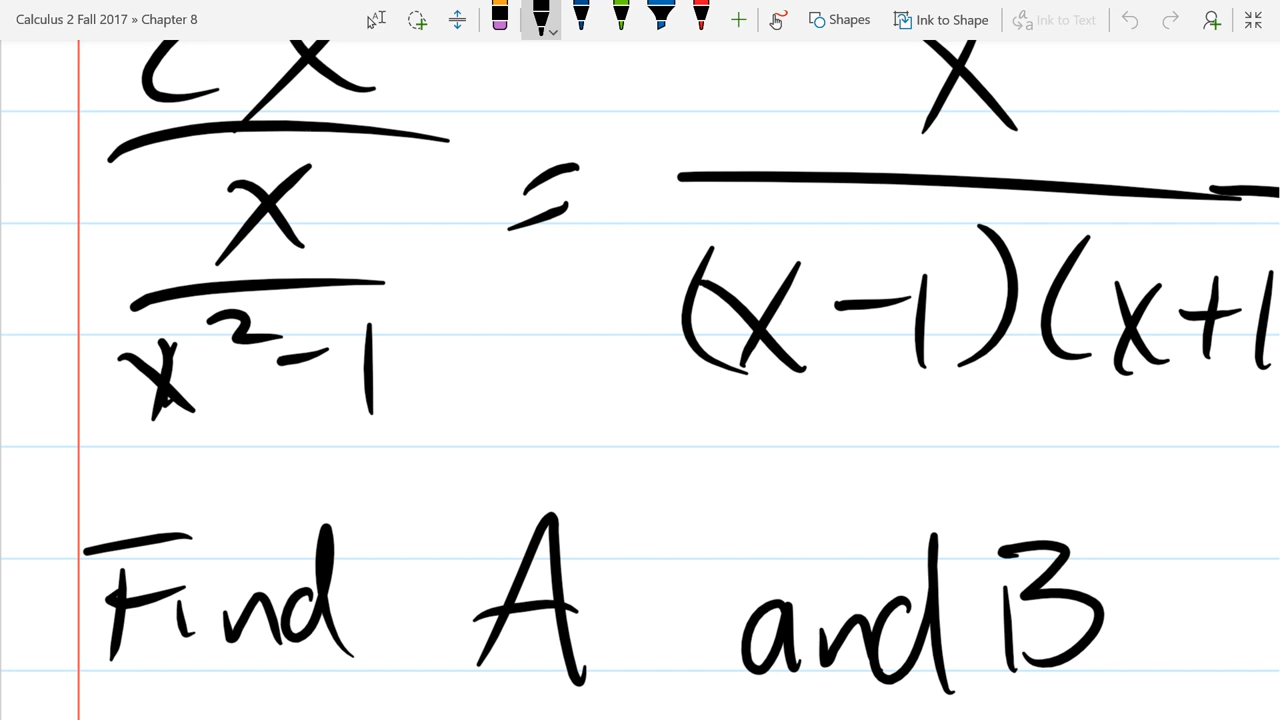 Calculus 2 Fall 2017 » Chapter 8
Shapes
Ink to Shape
Ink to Text
x
x
x = x
x² - 1
(x - 1)(x + 1
Find A and B